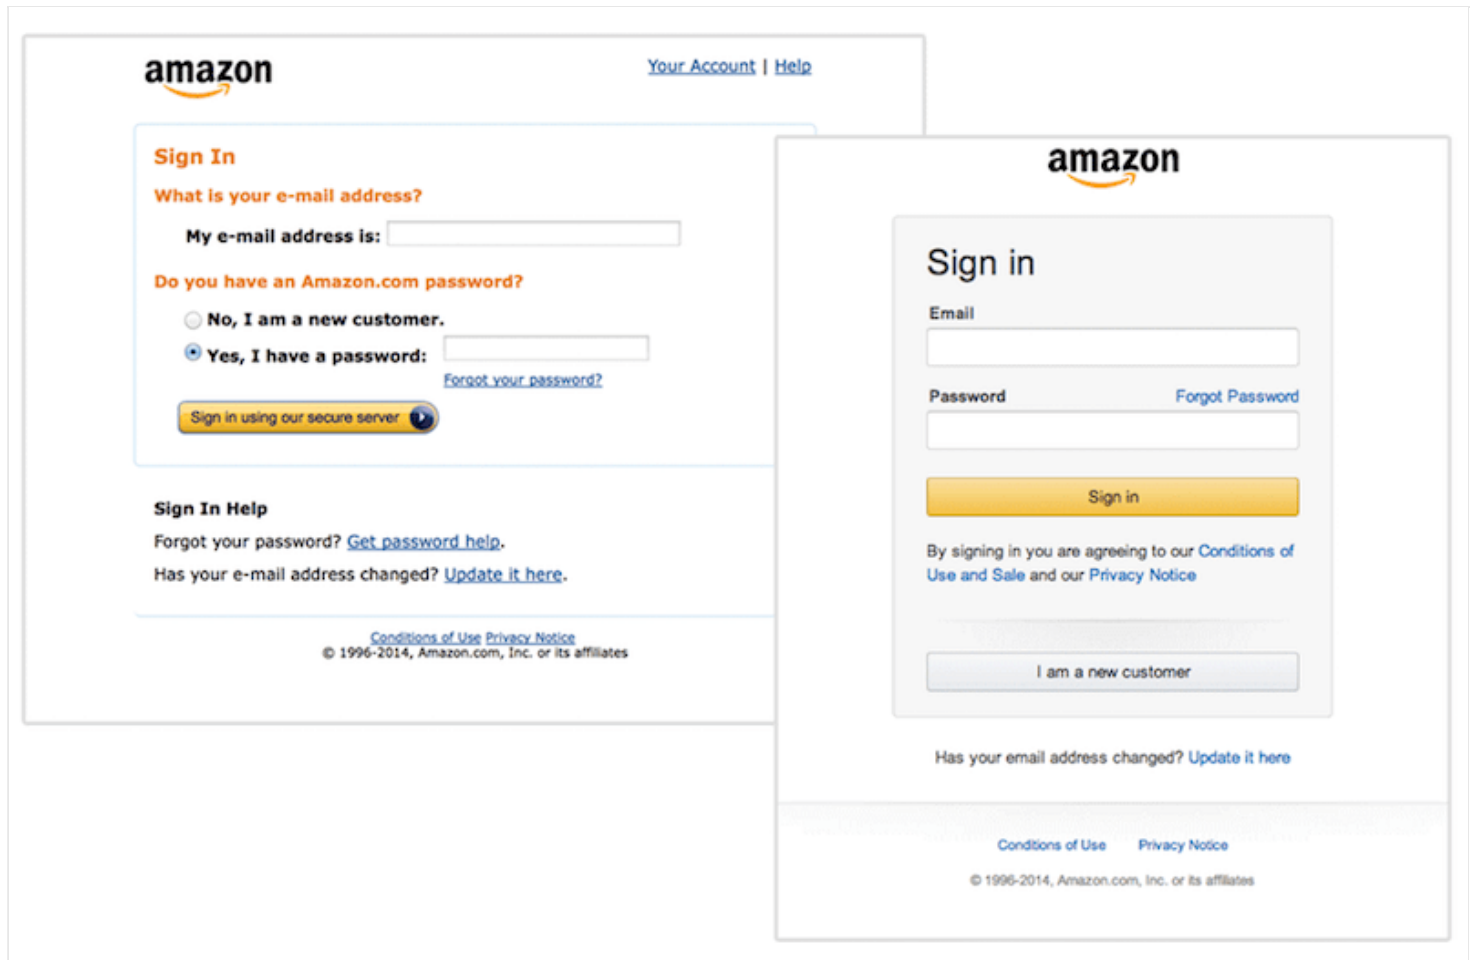 amazon
Your Account | Help
Sign In
What is your e-mail address?
My e-mail address is:
Do you have an Amazon.com password?
No, I am a new customer.
Yes, I have a password:
Forgot your password?
Sign in using our secure server
Sign In Help
Forgot your password? Get password help.
Has your e-mail address changed? Update it here.
Conditions of Use Privacy Notice
© 1996-2014, Amazon.com, Inc. or its affiliates
amazon
Sign in
Email
Password Forgot Password
Sign in
By signing in you are agreeing to our Conditions of
Use and Sale and our Privacy Notice
I am a new customer
Has your email address changed? Update it here
Conditions of Use Privacy Notice
© 1996-2014, Amazon.com, Inc. or its affiliates